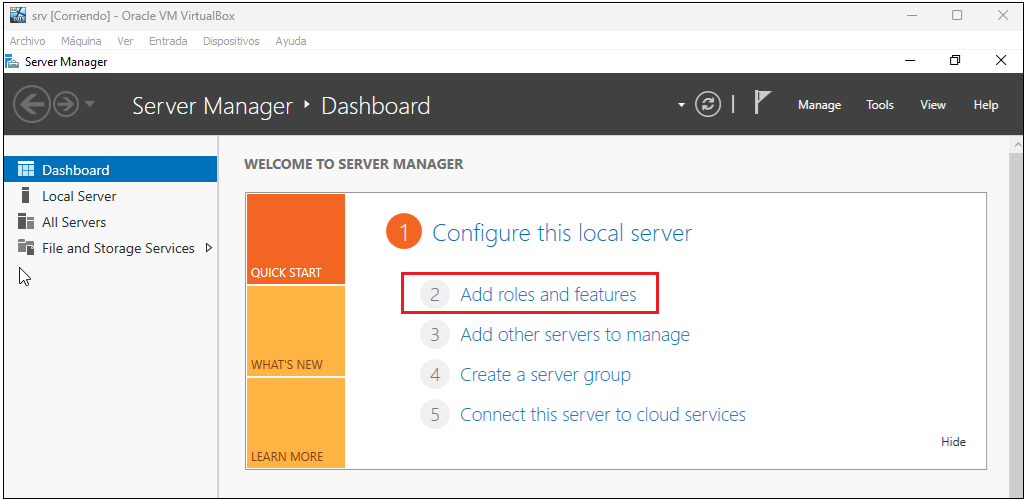 srv [Corriendo] - Oracle VM VirtualBox
Archivo Máquina Ver Entrada Dispositivos Ayuda
Server Manager
Server Manager Dashboard
Manage Tools View Help
Dashboard
Local Server
All Servers
File and Storage Services
WELCOME TO SERVER MANAGER
QUICK START
WHAT'S NEW
LEARN MORE
1 Configure this local server
2 Add roles and features
3 Add other servers to manage
4 Create a server group
5 Connect this server to cloud services
Hide